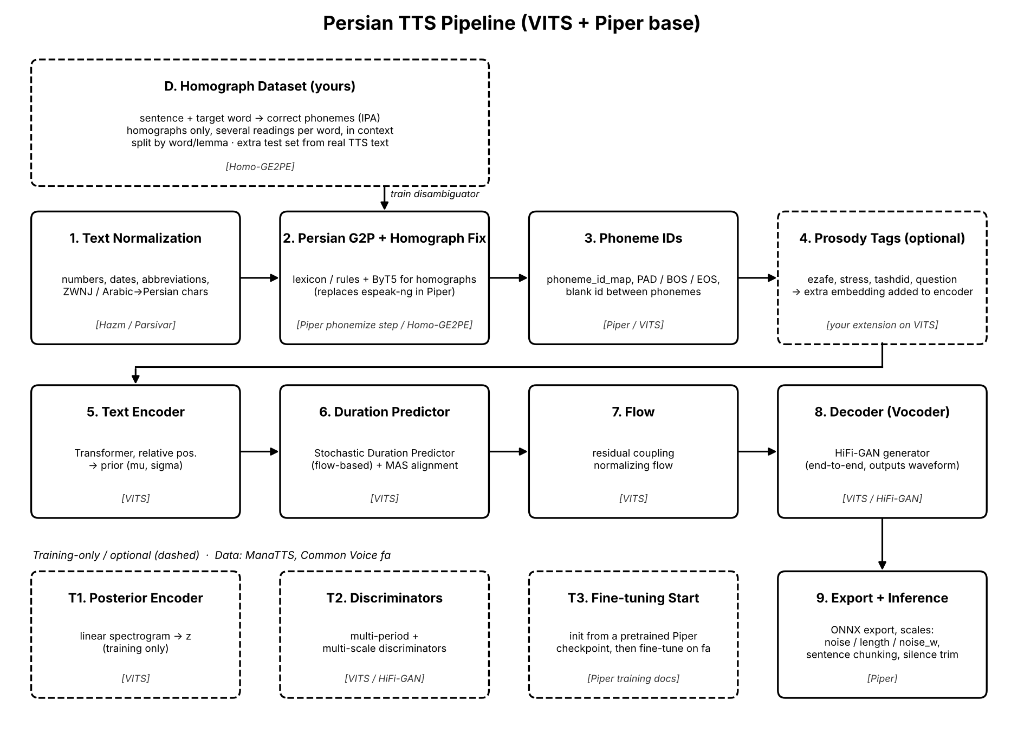 Persian TTS Pipeline (VITS + Piper base)
D. Homograph Dataset (yours)
sentence + target word → correct phonemes (IPA)
homographs only, several readings per word, in context
split by word/lemma · extra test set from real TTS text
[Homo-GE2PE]
train disambiguator
1. Text Normalization
numbers, dates, abbreviations,
ZWNJ / Arabic→Persian chars
[Hazm / Parsivar]
2. Persian G2P + Homograph Fix
lexicon / rules + ByT5 for homographs
(replaces espeak-ng in Piper)
[Piper phonemize step / Homo-GE2PE]
3. Phoneme IDs
phoneme_id_map, PAD / BOS / EOS,
blank id between phonemes
[Piper / VITS]
4. Prosody Tags (optional)
ezafe, stress, tashdid, question
→ extra embedding added to encoder
[your extension on VITS]
5. Text Encoder
Transformer, relative pos.
→ prior (mu, sigma)
[VITS]
6. Duration Predictor
Stochastic Duration Predictor
(flow-based) + MAS alignment
[VITS]
7. Flow
residual coupling
normalizing flow
[VITS]
8. Decoder (Vocoder)
HiFi-GAN generator
(end-to-end, outputs waveform)
[VITS / HiFi-GAN]
Training-only / optional (dashed) · Data: ManaTTS, Common Voice fa
T1. Posterior Encoder
linear spectrogram → z
(training only)
[VITS]
T2. Discriminators
multi-period +
multi-scale discriminators
[VITS / HiFi-GAN]
T3. Fine-tuning Start
init from a pretrained Piper
checkpoint, then fine-tune on fa
[Piper training docs]
9. Export + Inference
ONNX export, scales:
noise / length / noise_w,
sentence chunking, silence trim
[Piper]